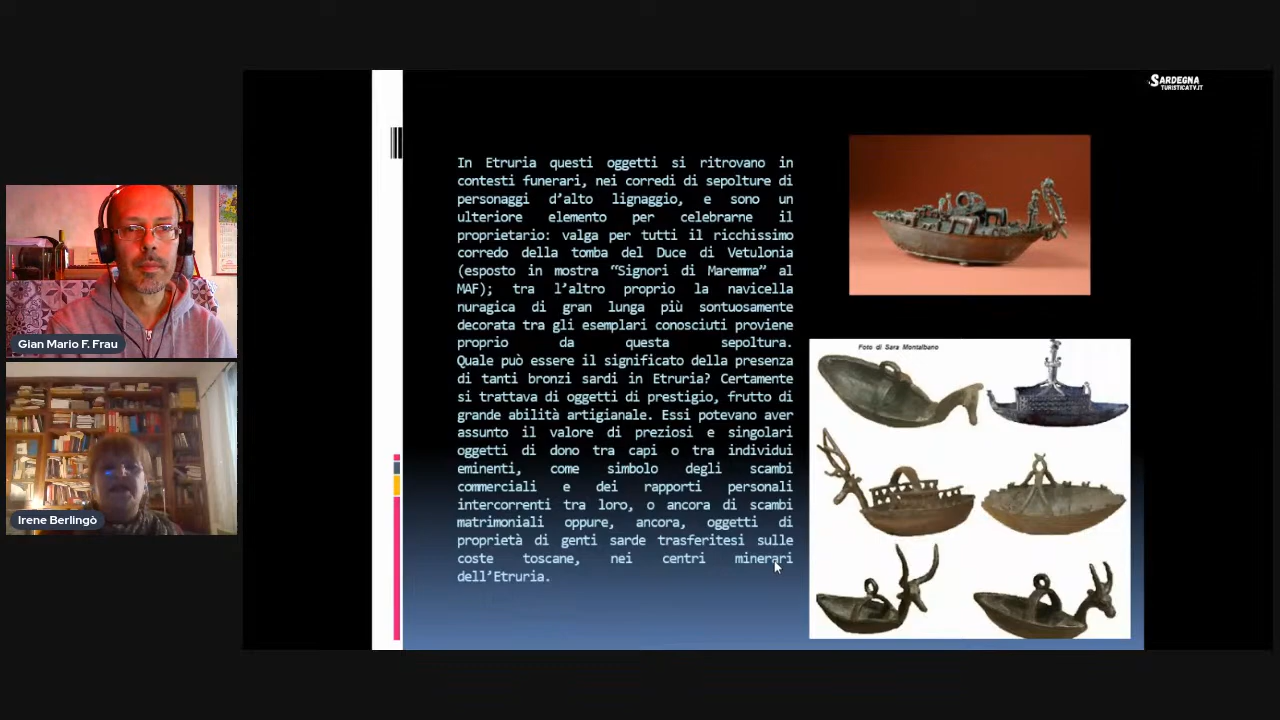 SARDEGNA
TURISTICATV.IT
In Etruria questi oggetti si ritrovano in
contesti funerari, nei corredi di sepolture di
personaggi d’alto lignaggio, e sono un
ulteriore elemento per celebrarne il
proprietario: valga per tutti il ricchissimo
corredo della tomba del Duce di Vetulonia
(esposto in mostra “Signori di Maremma” al
MAF); tra l’altro proprio la navicella
nuragica di gran lunga più sontuosamente
decorata tra gli esemplari conosciuti proviene
proprio da questa sepoltura.
Quale può essere il significato della presenza
di tanti bronzi sardi in Etruria? Certamente
si trattava di oggetti di prestigio, frutto di
grande abilità artigianale. Essi potevano aver
assunto il valore di preziosi e singolari
oggetti di dono tra capi o tra individui
eminenti, come simbolo degli scambi
commerciali e dei rapporti personali
intercorrenti tra loro, o ancora di scambi
matrimoniali oppure, ancora, oggetti di
proprietà di genti sarde trasferitesi sulle
coste toscane, nei centri minerari
dell’Etruria.
Foto di Sara Montalbano
Gian Mario F. Frau
Irene Berlingò